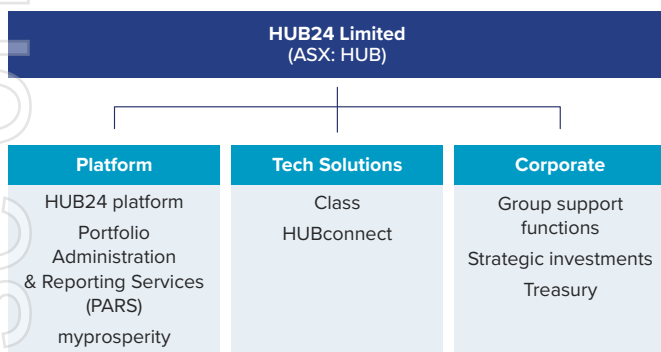 HUB24 Limited
(ASX: HUB)
Platform
HUB24 platform
Portfolio
Administration
& Reporting Services
(PARS)
myprosperity
Tech Solutions
Class
HUBconnect
Corporate
Group support
functions
Strategic investments
Treasury